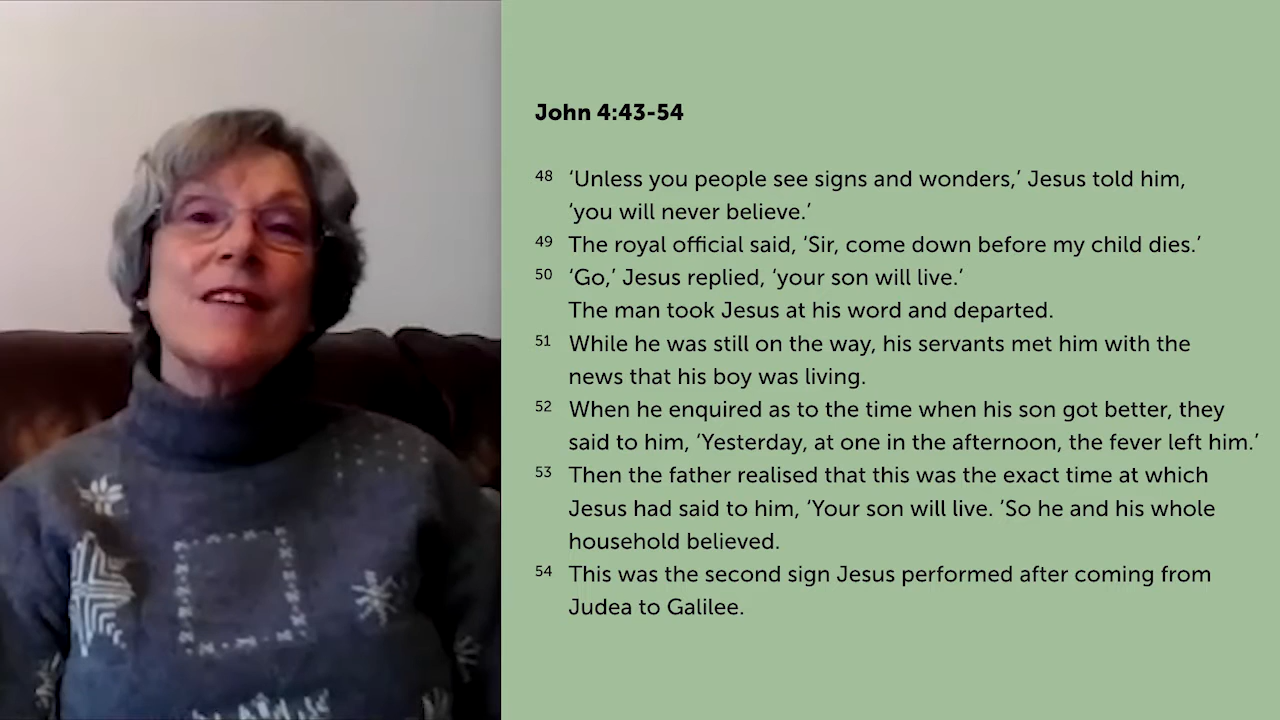 John 4:43-54
48 ‘Unless you people see signs and wonders,’ Jesus told him,
‘you will never believe.’
49 The royal official said, ‘Sir, come down before my child dies.’
50 ‘Go,’ Jesus replied, ‘your son will live.’
The man took Jesus at his word and departed.
51 While he was still on the way, his servants met him with the
news that his boy was living.
52 When he enquired as to the time when his son got better, they
said to him, ‘Yesterday, at one in the afternoon, the fever left him.’
53 Then the father realised that this was the exact time at which
Jesus had said to him, ‘Your son will live. ‘So he and his whole
household believed.
54 This was the second sign Jesus performed after coming from
Judea to Galilee.